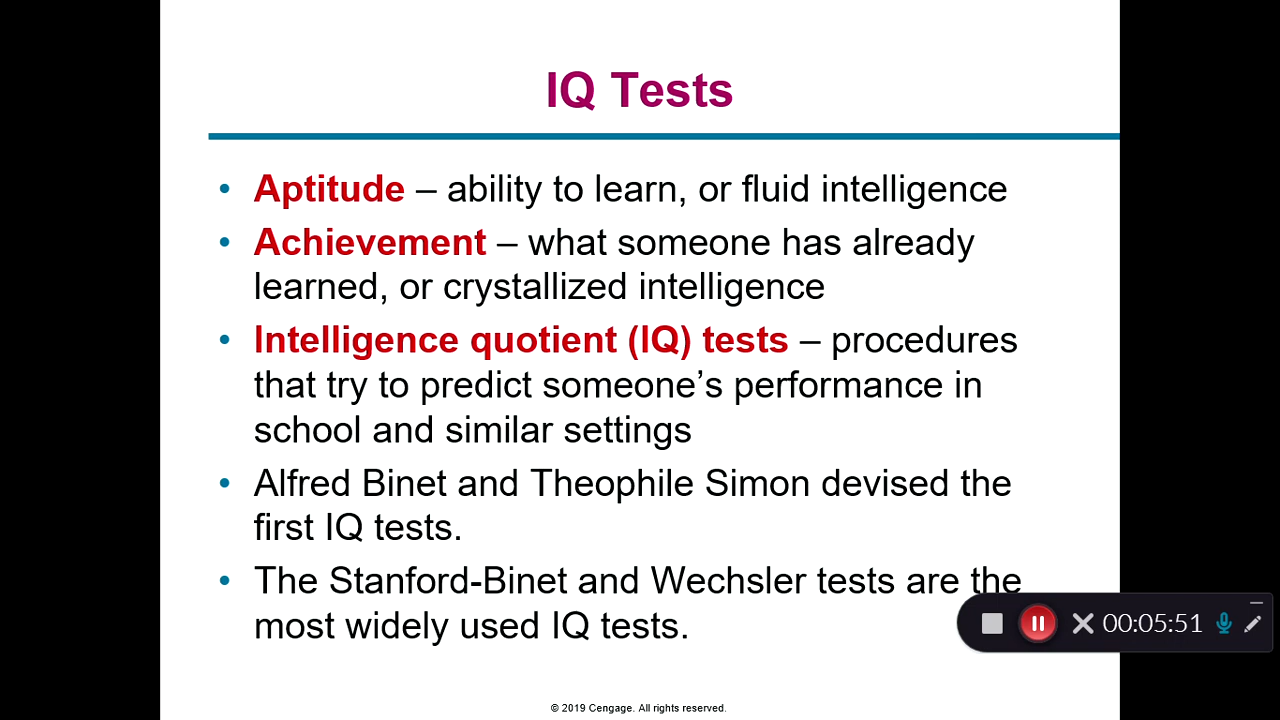 IQ Tests
• Aptitude – ability to learn, or fluid intelligence
• Achievement – what someone has already
learned, or crystallized intelligence
• Intelligence quotient (IQ) tests – procedures
that try to predict someone’s performance in
school and similar settings
• Alfred Binet and Theophile Simon devised the
first IQ tests.
• The Stanford-Binet and Wechsler tests are the
most widely used IQ tests.
00:05:51
© 2019 Cengage. All rights reserved.